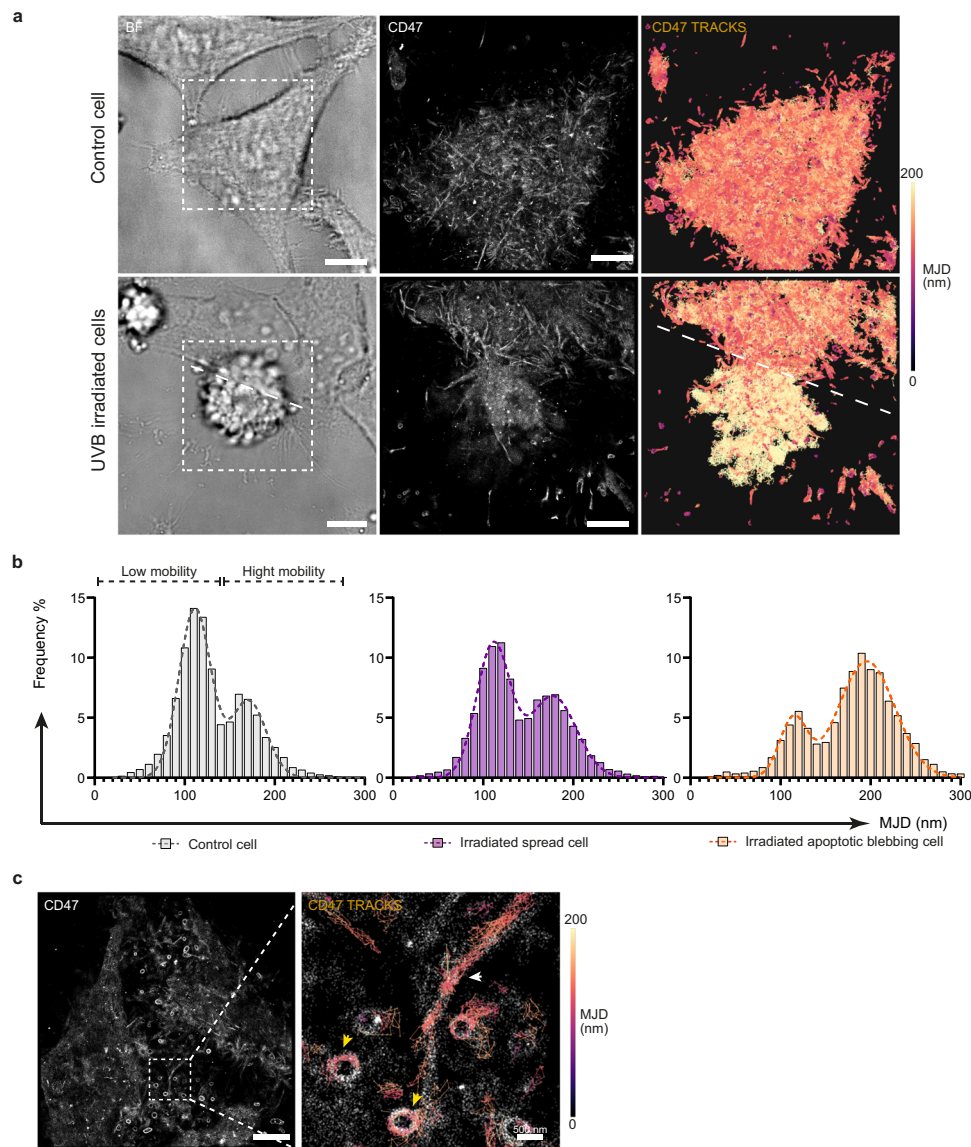 a
BF
CD47
CD47 TRACKS
Control cell
200
MJD
(nm)
0
UVB irradiated cells
b
Low mobility
Hight mobility
Frequency %
15
10
5
0
0
100
200
300
15
10
5
0
0
100
200
300
15
10
5
0
0
100
200
300
MJD (nm)
Control cell
Irradiated spread cell
Irradiated apoptotic blebbing cell
c
CD47
CD47 TRACKS
200
MJD
(nm)
0
500 nm